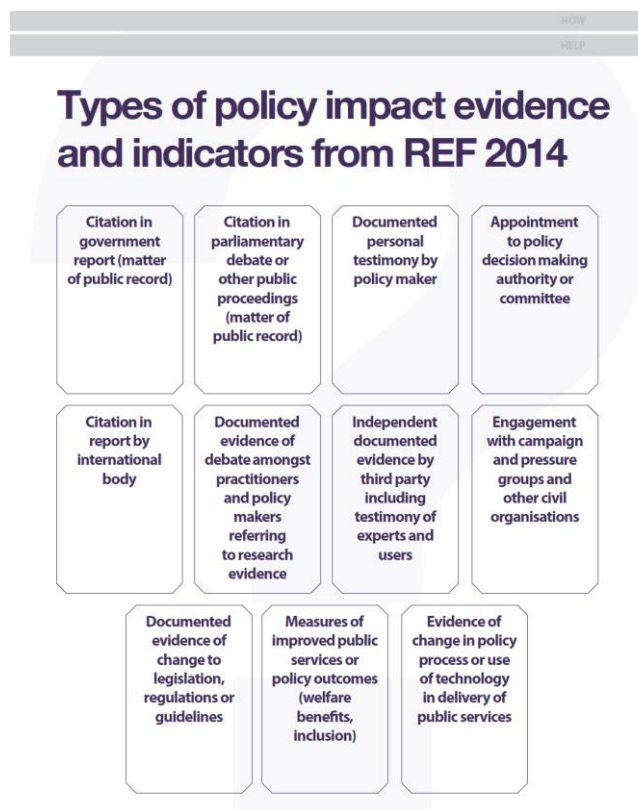 HOW
HELP
Types of policy impact evidence
and indicators from REF 2014
Citation in
government
report (matter
of public record)
Citation in
parliamentary
debate or
other public
proceedings
(matter of
public record)
Documented
personal
testimony by
policy maker
Appointment
to policy
decision making
authority or
committee
Citation in
report by
international
body
Documented
evidence of
debate amongst
practitioners
and policy
makers
referring
to research
evidence
Independent
documented
evidence by
third party
including
testimony of
experts and
users
Engagement
with campaign
and pressure
groups and
other civil
organisations
Documented
evidence of
change to
legislation,
regulations or
guidelines
Measures of
improved public
services or
policy outcomes
(welfare
benefits,
inclusion)
Evidence of
change in policy
process or use
of technology
in delivery of
public services